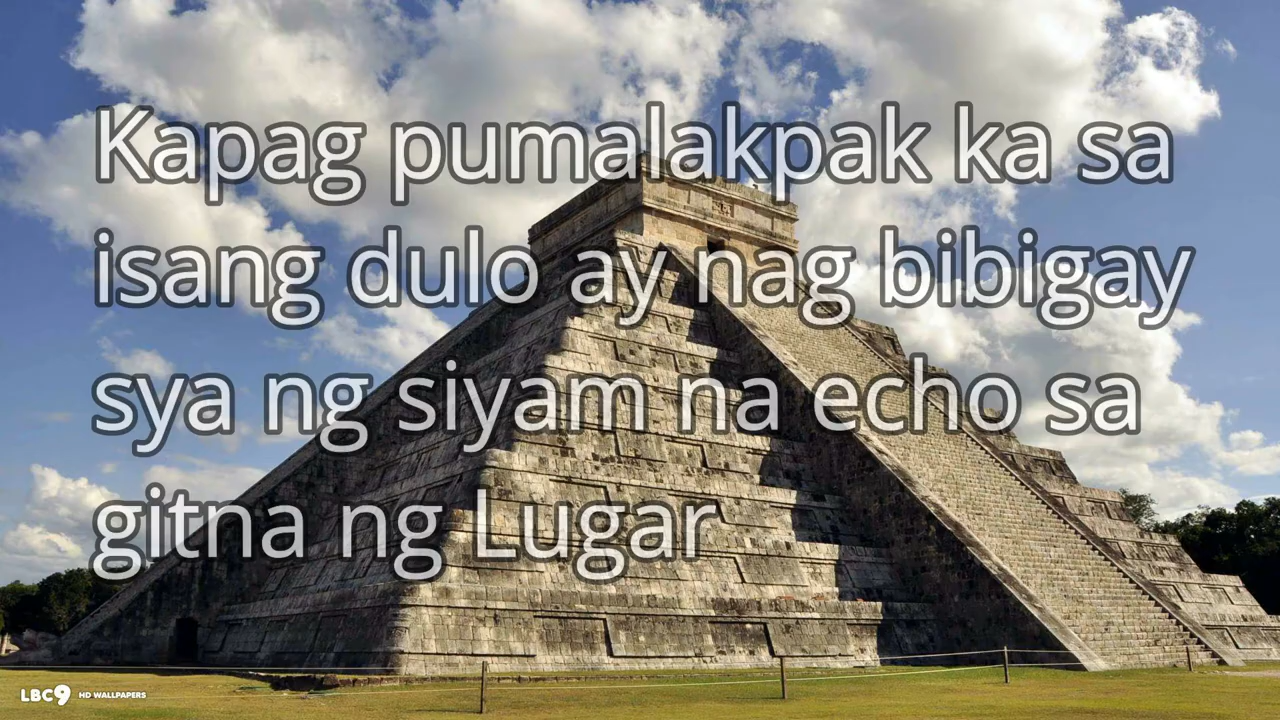 Kapag pumalakpak ka sa
isang dulo ay nag bibigay
sya ng siyam na echo sa
gitna ng Lugar
LBC9 HD WALLPAPERS